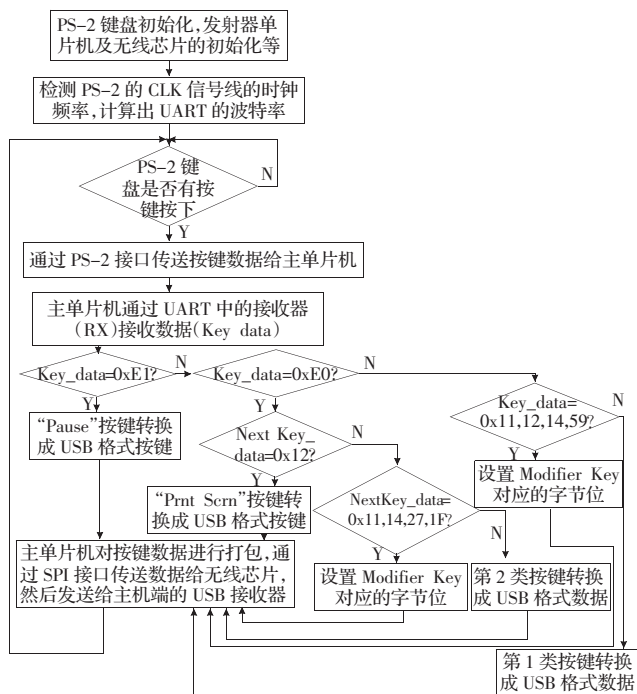 PS-2 键盘初始化，发射器单
片机及无线芯片的初始化等
检测 PS-2 的 CLK 信号线的时钟
频率，计算出 UART 的波特率
PS-2 键
盘是否有按
键按下
N
Y
通过 PS-2 接口传送按键数据给主单片机
主单片机通过 UART 中的接收器
(RX)接收数据(Key data)
Key_data=0xE1?
N
Key_data=0xE0?
N
Y
Y
Key_data=
0x11,12,14,59?
N
Y
“Pause”按键转换
成 USB 格式按键
Next Key_
data=0x12?
N
Y
设置 Modifier Key
对应的字节位
“Prnt Scrn”按键转
换成 USB 格式按键
NextKey_data=
0x11,14,27,1F?
N
Y
主单片机对按键数据进行打包，通
过 SPI 接口传送数据给无线芯片，
然后发送给主机端的 USB 接收器
设置 Modifier Key
对应的字节位
第 2 类按键转换
成 USB 格式数据
第 1 类按键转换
成 USB 格式数据